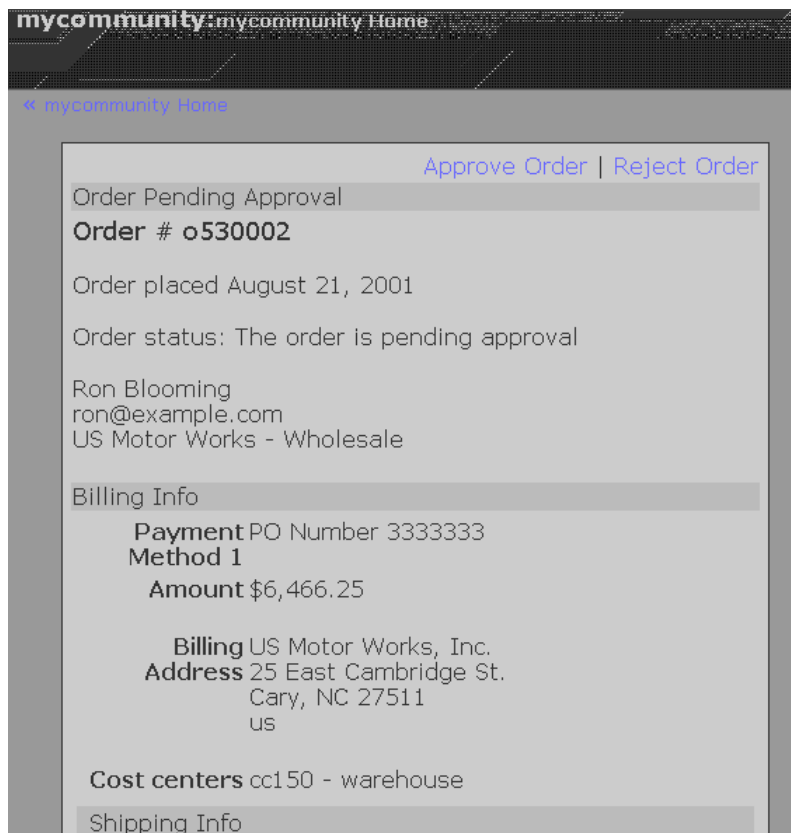 mycommunity:mycommunity Home
« mycommunity Home
Approve Order | Reject Order
Order Pending Approval
Order # o530002
Order placed August 21, 2001
Order status: The order is pending approval
Ron Blooming
ron@example.com
US Motor Works - Wholesale
Billing Info
Payment Method 1 PO Number 3333333
Amount $6,466.25
Billing Address US Motor Works, Inc.
25 East Cambridge St.
Cary, NC 27511
us
Cost centers cc150 - warehouse
Shipping Info